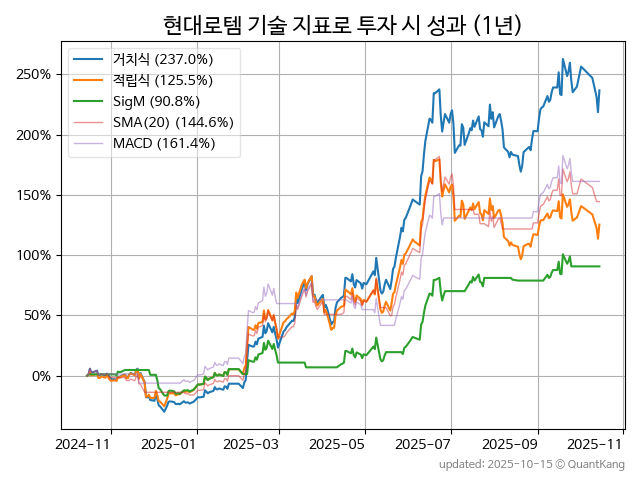 현대로템 기술 지표로 투자 시 성과 (1년)
거치식 (237.0%)
적립식 (125.5%)
SigM (90.8%)
SMA(20) (144.6%)
MACD (161.4%)
250%
200%
150%
100%
50%
0%
2024-11 2025-01 2025-03 2025-05 2025-07 2025-09 2025-11
updated: 2025-10-15 © QuantKang